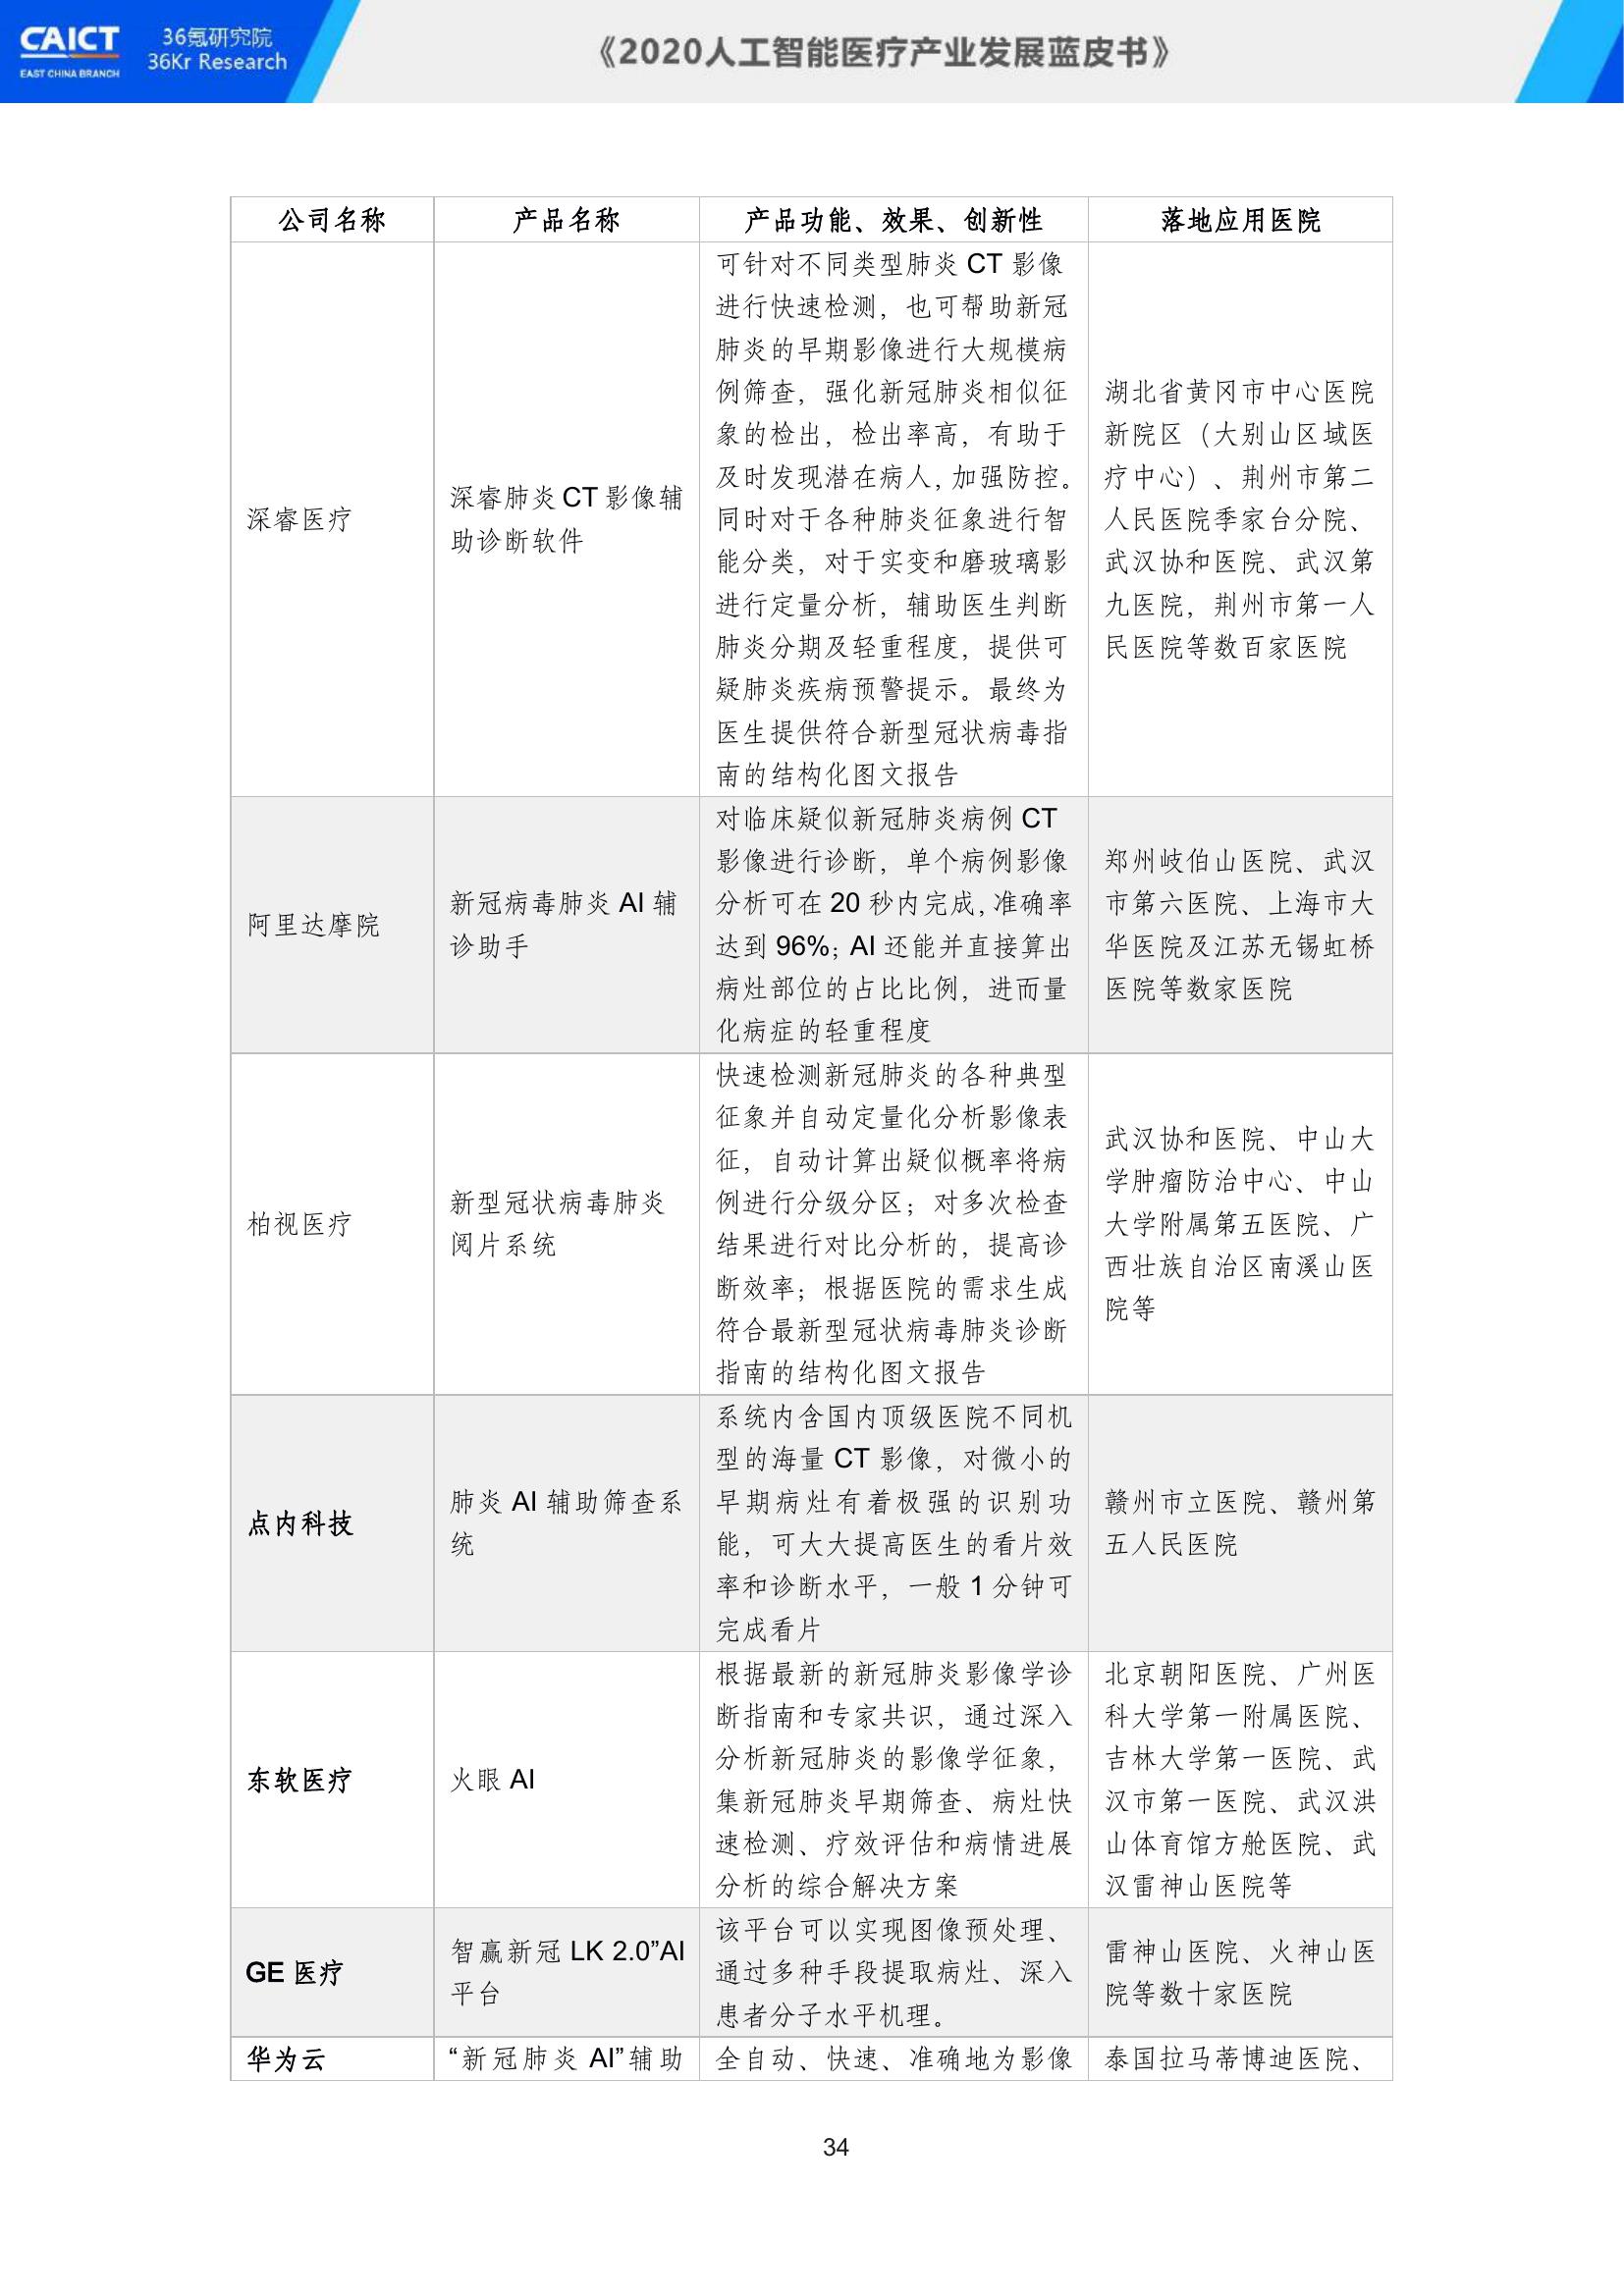 CAICT
EAST CHINA BRANCH
36氪研究院
36Kr Research
《2020人工智能医疗产业发展蓝皮书》
公司名称
产品名称
产品功能、效果、创新性
落地应用医院
深睿医疗
深睿肺炎 CT 影像辅
助诊断软件
可针对不同类型肺炎 CT 影像
进行快速检测，也可帮助新冠
肺炎的早期影像进行大规模病
例筛查，强化新冠肺炎相似征
象的检出，检出率高，有助于
及时发现潜在病人，加强防控。
同时对于各种肺炎征象进行智
能分类，对于实变和磨玻璃影
进行定量分析，辅助医生判断
肺炎分期及轻重程度，提供可
疑肺炎疾病预警提示。最终为
医生提供符合新型冠状病毒指
南的结构化图文报告
湖北省黄冈市中心医院
新院区（大别山区域医
疗中心）、荆州市第二
人民医院季家台分院、
武汉协和医院、武汉第
九医院，荆州市第一人
民医院等数百家医院
阿里达摩院
新冠病毒肺炎 AI 辅
诊助手
对临床疑似新冠肺炎病例 CT
影像进行诊断，单个病例影像
分析可在 20 秒内完成，准确率
达到 96%；AI 还能并直接算出
病灶部位的占比比例，进而量
化病症的轻重程度
郑州岐伯山医院、武汉
市第六医院、上海市大
华医院及江苏无锡虹桥
医院等数家医院
柏视医疗
新型冠状病毒肺炎
阅片系统
快速检测新冠肺炎的各种典型
征象并自动定量化分析影像表
征，自动计算出疑似概率将病
例进行分级分区；对多次检查
结果进行对比分析的，提高诊
断效率；根据医院的需求生成
符合最新型冠状病毒肺炎诊断
指南的结构化图文报告
武汉协和医院、中山大
学肿瘤防治中心、中山
大学附属第五医院、广
西壮族自治区南溪山医
院等
点内科技
肺炎 AI 辅助筛查系
统
系统内含国内顶级医院不同机
型的海量 CT 影像，对微小的
早期病灶有着极强的识别功
能，可大大提高医生的看片效
率和诊断水平，一般 1 分钟可
完成看片
赣州市立医院、赣州第
五人民医院
东软医疗
火眼 AI
根据最新的新冠肺炎影像学诊
断指南和专家共识，通过深入
分析新冠肺炎的影像学征象，
集新冠肺炎早期筛查、病灶快
速检测、疗效评估和病情进展
分析的综合解决方案
北京朝阳医院、广州医
科大学第一附属医院、
吉林大学第一医院、武
汉市第一医院、武汉洪
山体育馆方舱医院、武
汉雷神山医院等
GE 医疗
智赢新冠 LK 2.0”AI
平台
该平台可以实现图像预处理、
通过多种手段提取病灶、深入
患者分子水平机理。
雷神山医院、火神山医
院等数十家医院
华为云
“新冠肺炎 AI”辅助
全自动、快速、准确地为影像
泰国拉马蒂博迪医院、
34